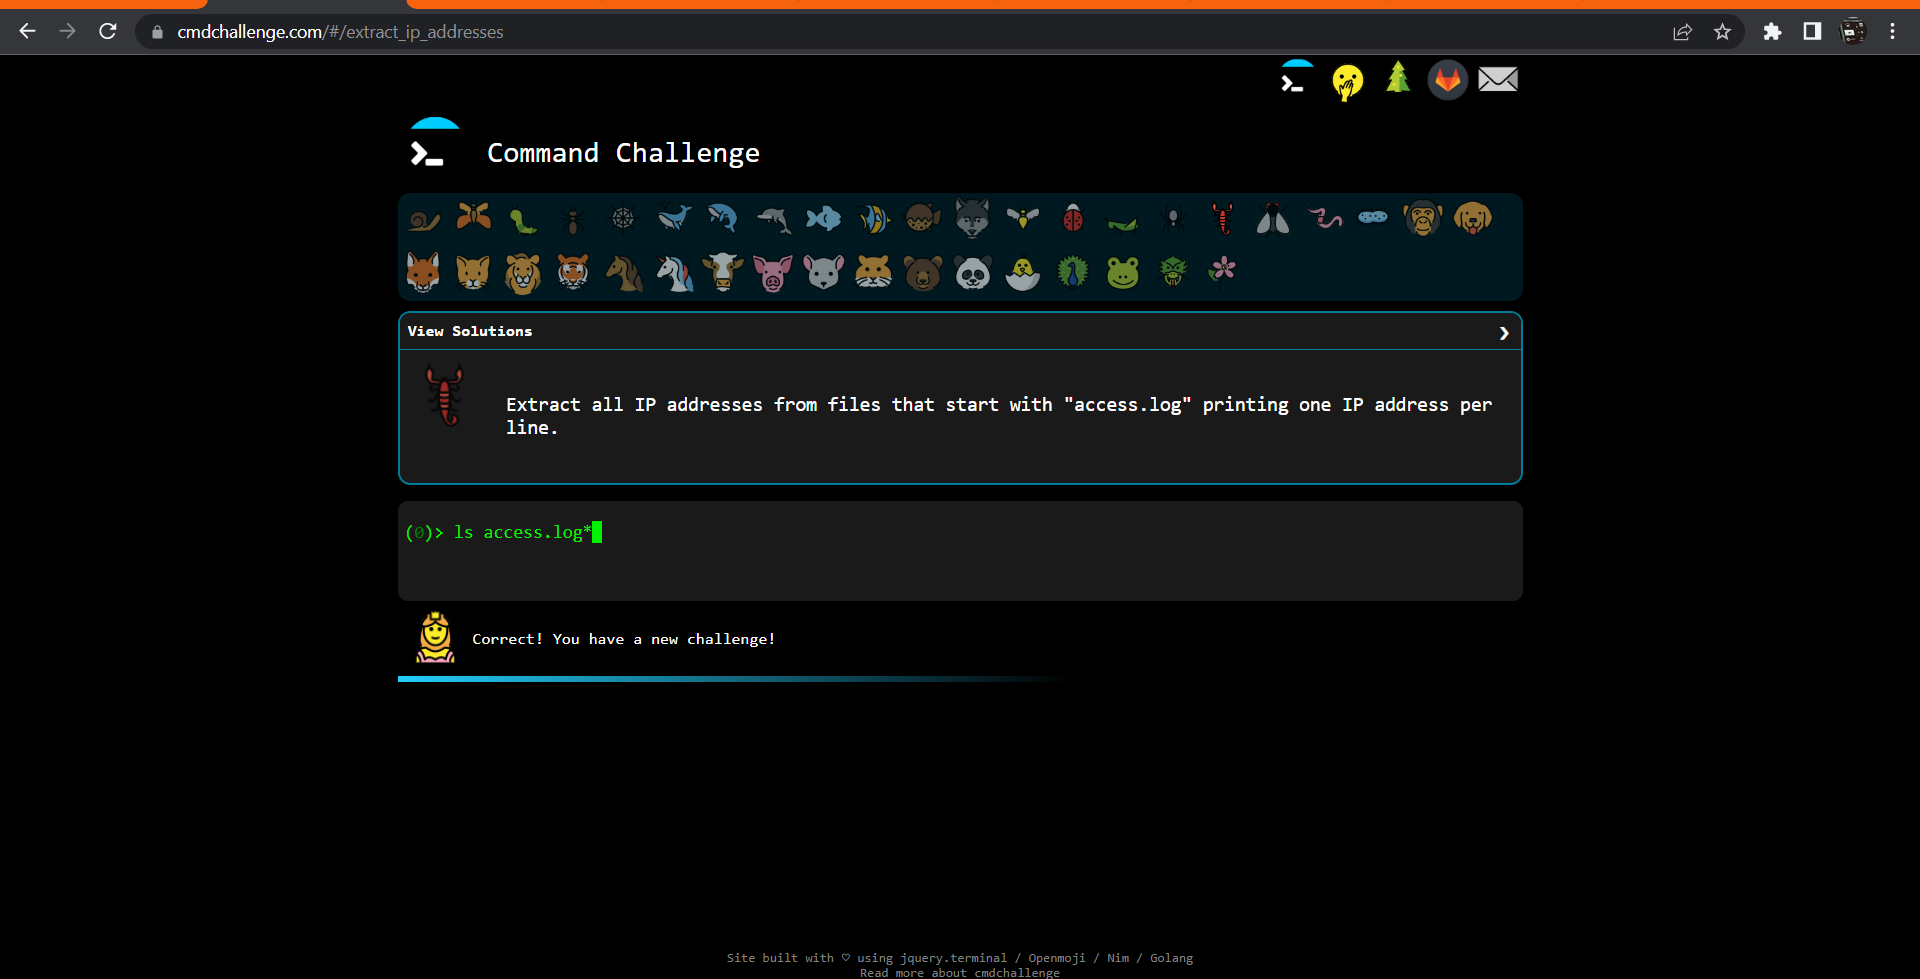 cmdchallenge.com/#/extract_ip_addresses
Command Challenge
View Solutions
Extract all IP addresses from files that start with "access.log" printing one IP address per
line.
(0)> ls access.log*
Correct! You have a new challenge!
Site built with ♡ using jquery.terminal / Openmoji / Nim / Golang
Read more about cmdchallenge